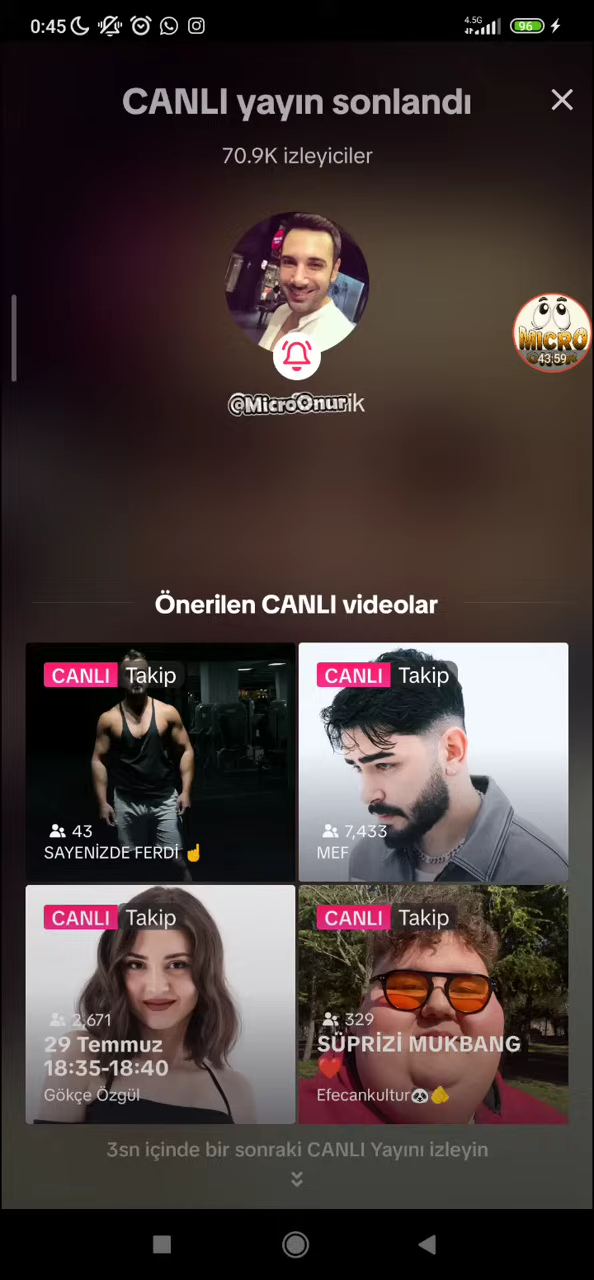 0:45
4.5G
96
CANLI yayın sonlandı
70.9K izleyiciler
MICRO
43:59
@MicroOnurik
Önerilen CANLI videolar
CANLI Takip
43
SAYENİZDE FERDİ ☝️
CANLI Takip
7,433
MEF
CANLI Takip
2,671
29 Temmuz
18:35-18:40
Gökçe Özgül
CANLI Takip
329
SÜPRİZİ MUKBANG
❤️
Efecankultur🐼🫵
3sn içinde bir sonraki CANLI Yayını izleyin